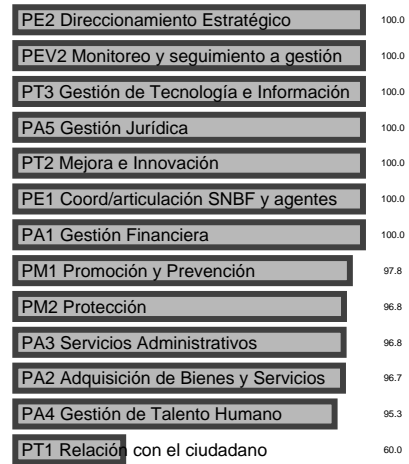 PE2 Direccionamiento Estratégico 100.0
PEV2 Monitoreo y seguimiento a gestión 100.0
PT3 Gestión de Tecnología e Información 100.0
PA5 Gestión Jurídica 100.0
PT2 Mejora e Innovación 100.0
PE1 Coord/articulación SNBF y agentes 100.0
PA1 Gestión Financiera 100.0
PM1 Promoción y Prevención 97.8
PM2 Protección 96.8
PA3 Servicios Administrativos 96.8
PA2 Adquisición de Bienes y Servicios 96.7
PA4 Gestión de Talento Humano 95.3
PT1 Relación con el ciudadano 60.0